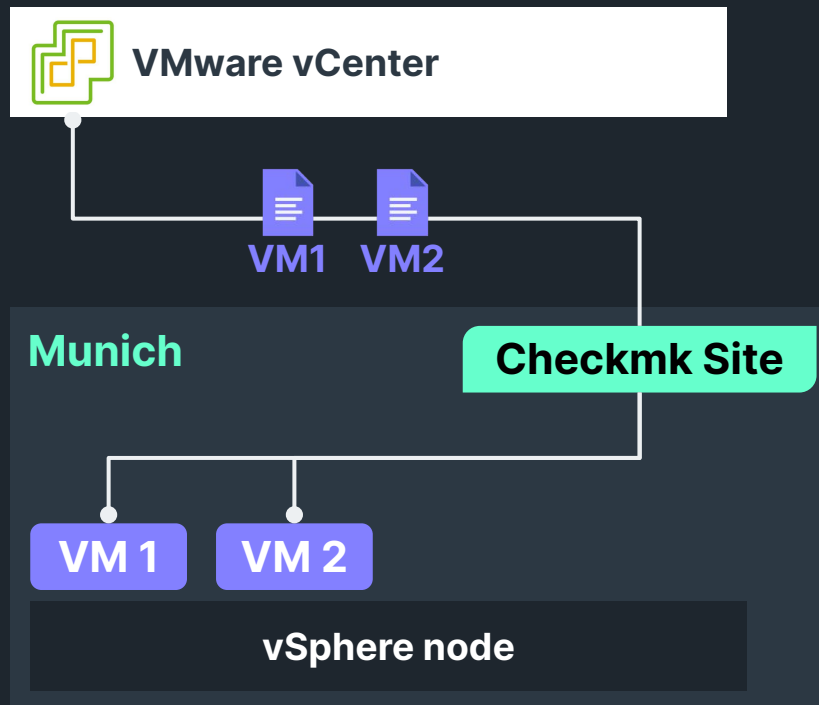 VMware vCenter
VM1 VM2
Munich
Checkmk Site
VM 1 VM 2
vSphere node